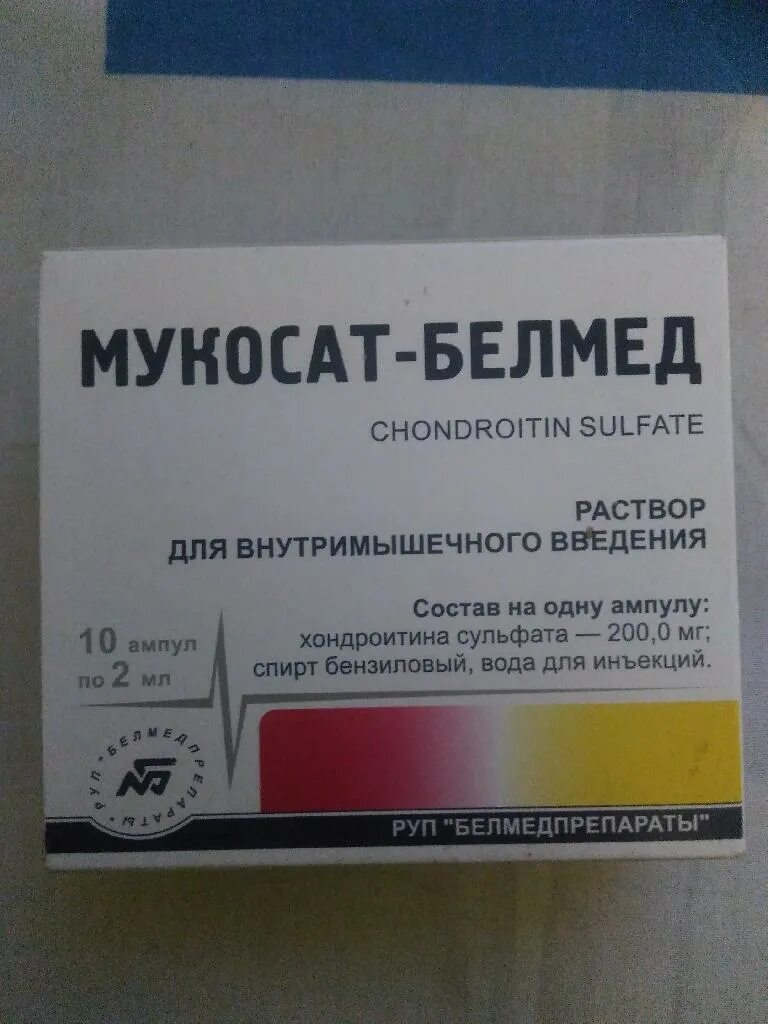 МУКОСАТ-БЕЛМЕД
CHONDROITIN SULFATE
РАСТВОР
ДЛЯ ВНУТРИМЫШЕЧНОГО ВВЕДЕНИЯ
Состав на одну ампулу:
хондроитина сульфата — 200,0 мг;
спирт бензиловый, вода для инъекций.
10 ампул
по 2 мл
РУП "БЕЛМЕДПРЕПАРАТЫ"
РУП "БЕЛМЕДПРЕПАРАТЫ"